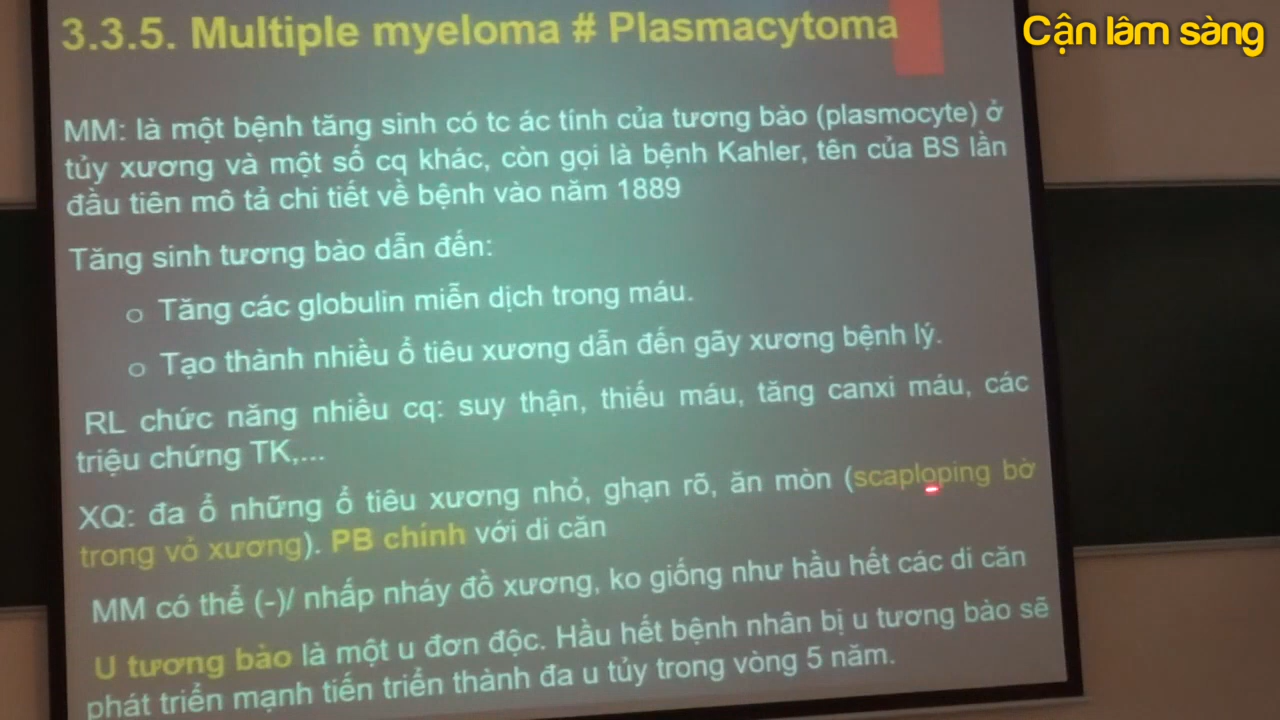 3.3.5. Multiple myeloma # Plasmacytoma
Cận lâm sàng
MM: là một bệnh tăng sinh có tc ác tính của tương bào (plasmocyte) ở
tủy xương và một số cq khác, còn gọi là bệnh Kahler, tên của BS lần
đầu tiên mô tả chi tiết về bệnh vào năm 1889
Tăng sinh tương bào dẫn đến:
o Tăng các globulin miễn dịch trong máu.
o Tạo thành nhiều ổ tiêu xương dẫn đến gãy xương bệnh lý.
RL chức năng nhiều cq: suy thận, thiếu máu, tăng canxi máu, các
triệu chứng TK,...
XQ: đa ổ những ổ tiêu xương nhỏ, ghạn rõ, ăn mòn (scaploping bờ
trong vỏ xương). PB chính với di căn
MM có thể (-)/ nhấp nháy đồ xương, ko giống như hầu hết các di căn
U tương bào là một u đơn độc. Hầu hết bệnh nhân bị u tương bào sẽ
phát triển mạnh tiến triển thành đa u tủy trong vòng 5 năm.